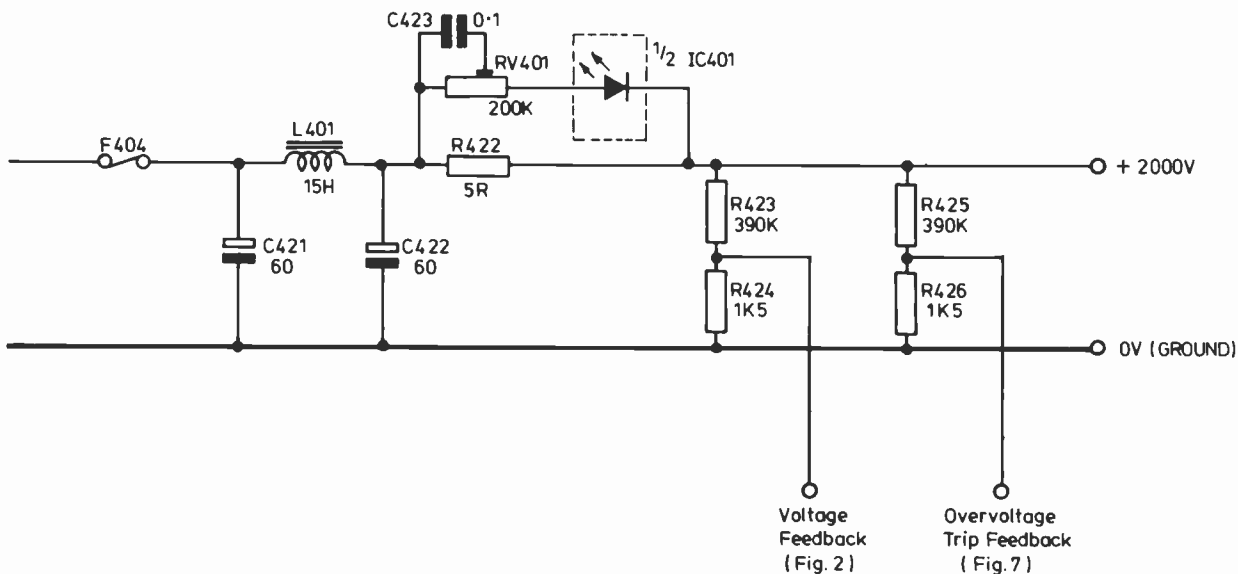 C423 0·1
RV401
200K
1/2 IC401
F404
L401
15H
R422
5R
+ 2000V
C421
60
C422
60
R423
390K
R425
390K
R424
1K5
R426
1K5
0V (GROUND)
Voltage
Feedback
(Fig. 2)
Overvoltage
Trip Feedback
(Fig. 7)